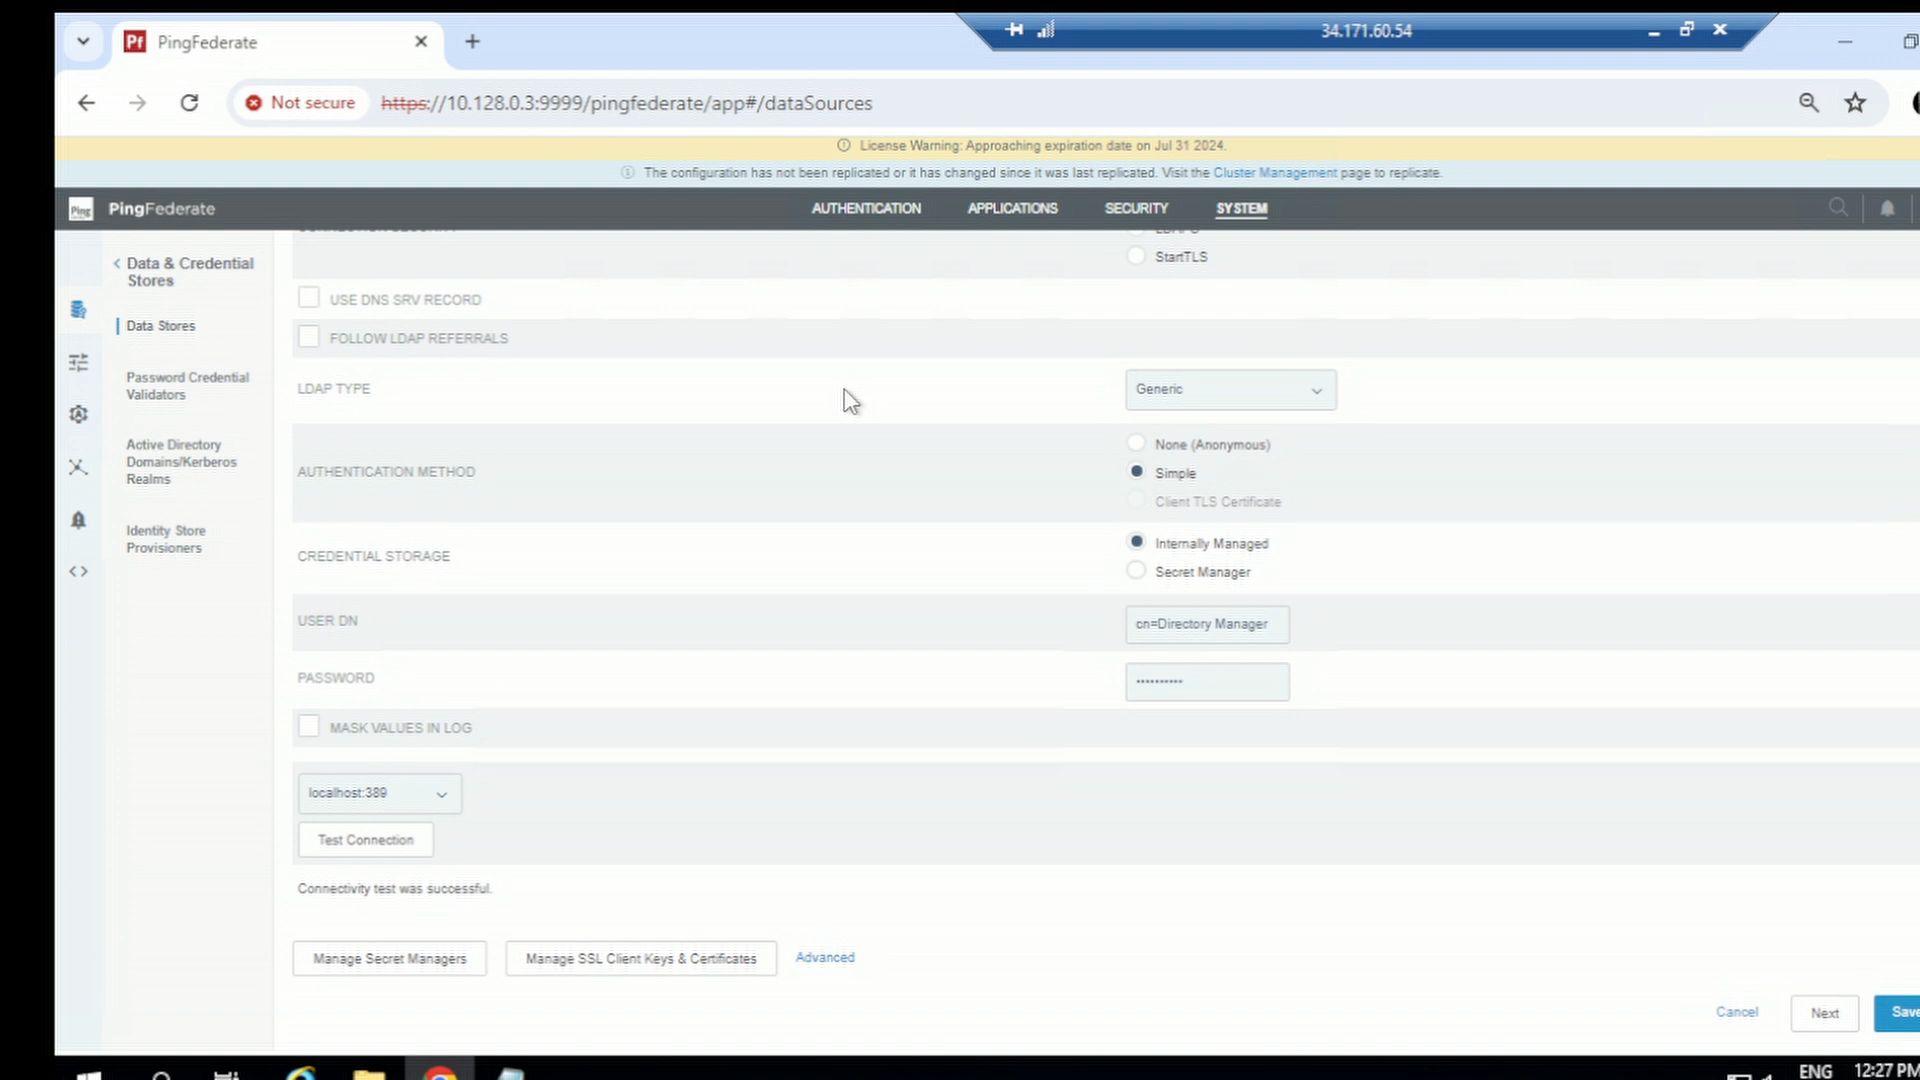 PingFederate
34.171.60.54
Not secure
https://10.128.0.3:9999/pingfederate/app#/dataSources
License Warning: Approaching expiration date on Jul 31 2024.
The configuration has not been replicated or it has changed since it was last replicated. Visit the Cluster Management page to replicate.
Ping
PingFederate
AUTHENTICATION
APPLICATIONS
SECURITY
SYSTEM
Data & Credential
Stores
Data Stores
Password Credential
Validators
Active Directory
Domains/Kerberos
Realms
Identity Store
Provisioners
StartTLS
USE DNS SRV RECORD
FOLLOW LDAP REFERRALS
LDAP TYPE
Generic
AUTHENTICATION METHOD
None (Anonymous)
Simple
Client TLS Certificate
CREDENTIAL STORAGE
Internally Managed
Secret Manager
USER DN
cn=Directory Manager
PASSWORD
••••••••••
MASK VALUES IN LOG
localhost:389
Test Connection
Connectivity test was successful.
Manage Secret Managers
Manage SSL Client Keys & Certificates
Advanced
Cancel
Next
Save
ENG
12:27 PM